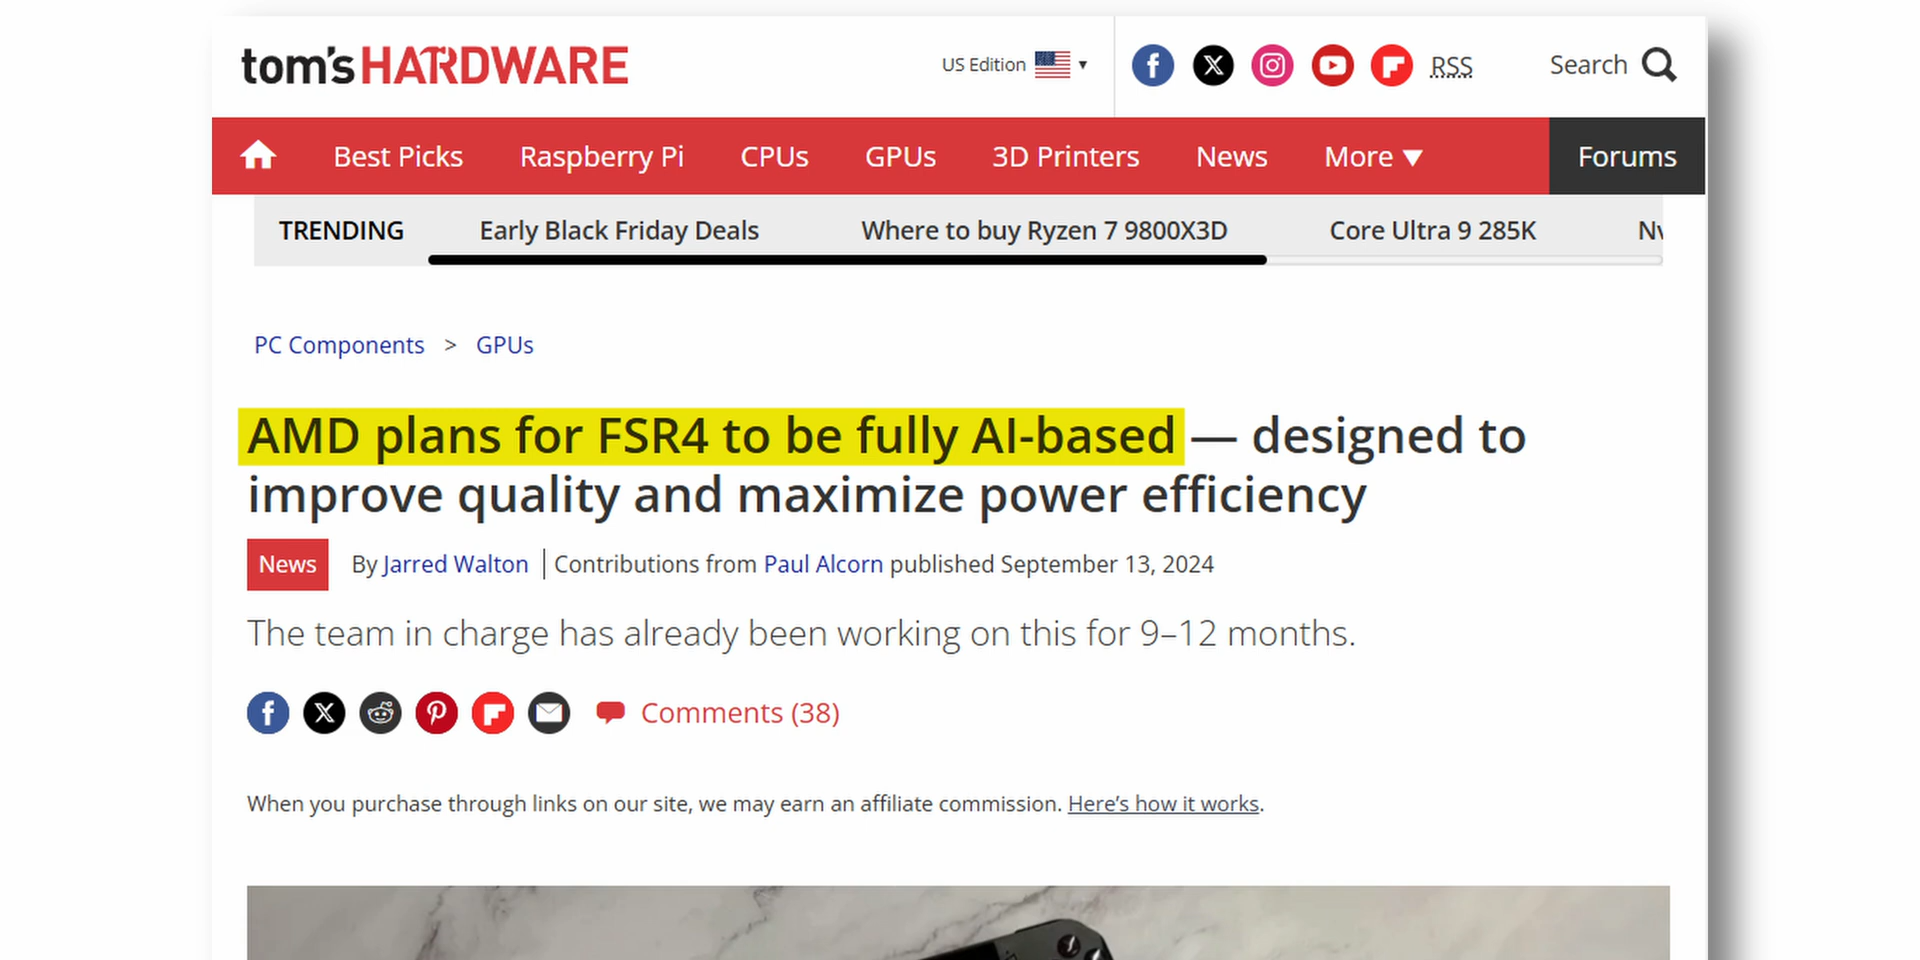 tom's HARDWARE
US Edition ▼
RSS
Search
Best Picks Raspberry Pi CPUs GPUs 3D Printers News More ▼ Forums
TRENDING Early Black Friday Deals Where to buy Ryzen 7 9800X3D Core Ultra 9 285K
PC Components > GPUs
AMD plans for FSR4 to be fully AI-based — designed to
improve quality and maximize power efficiency
News By Jarred Walton | Contributions from Paul Alcorn published September 13, 2024
The team in charge has already been working on this for 9–12 months.
Comments (38)
When you purchase through links on our site, we may earn an affiliate commission. Here's how it works.